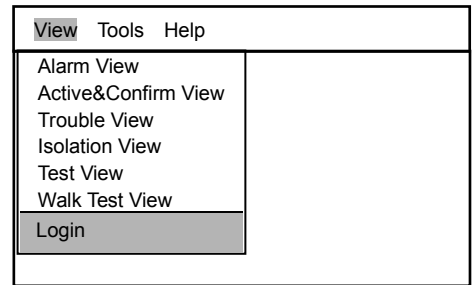 View Tools Help
Alarm View
Active&Confirm View
Trouble View
Isolation View
Test View
Walk Test View
Login